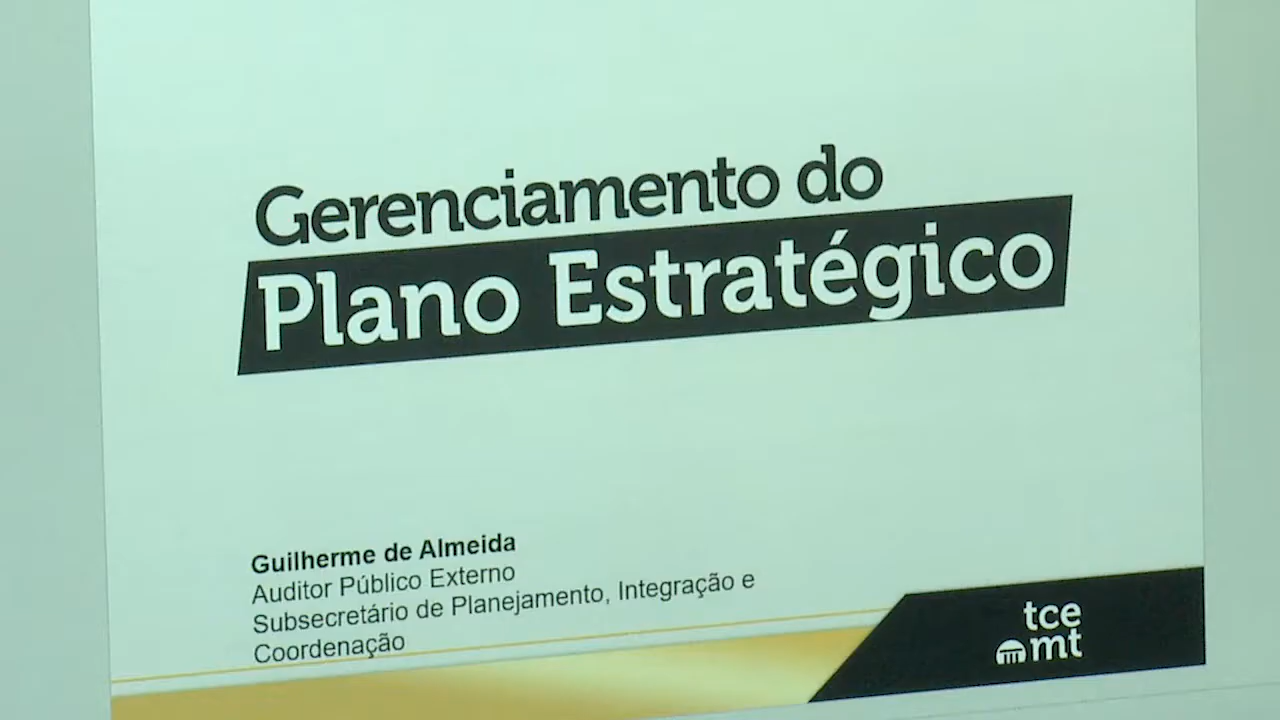 Gerenciamento do
Plano Estratégico
Guilherme de Almeida
Auditor Público Externo
Subsecretário de Planejamento, Integração e
Coordenação
tce
mt